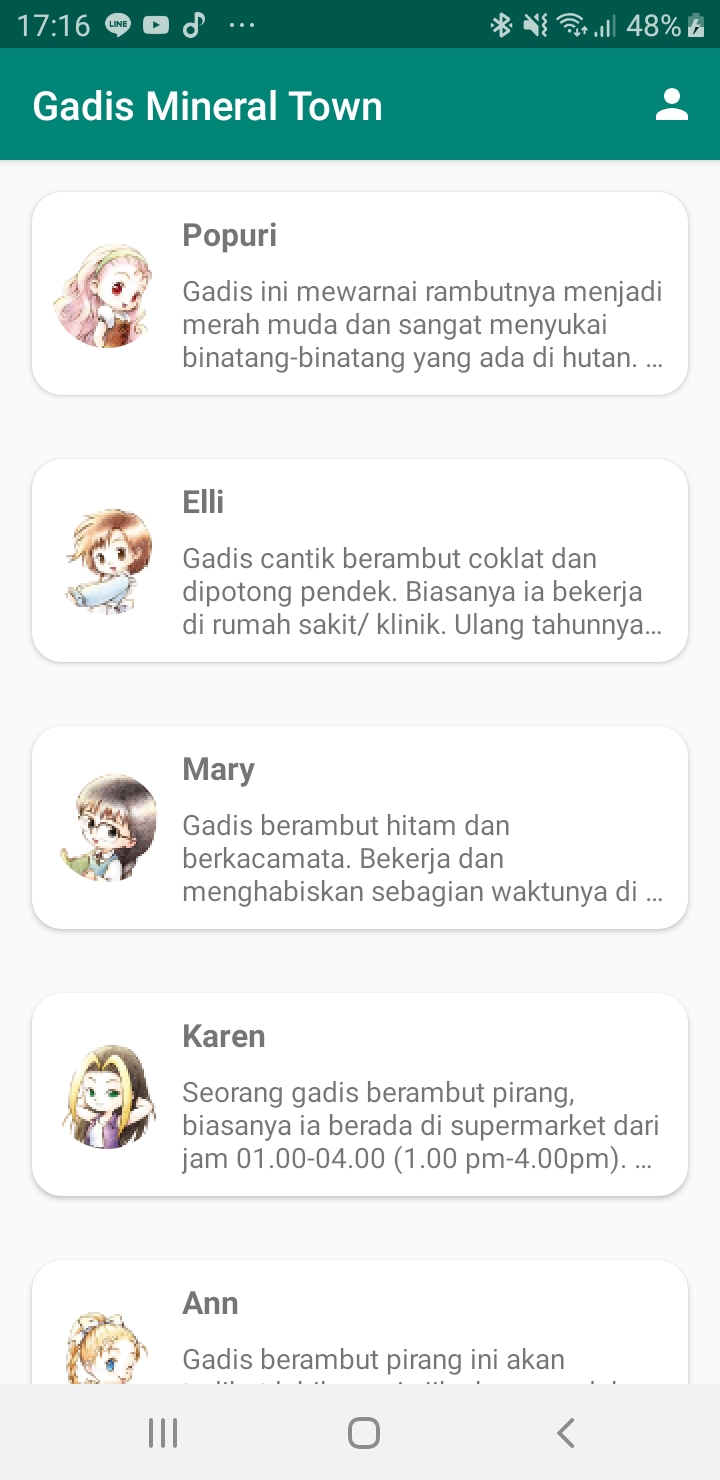 17:16 LINE ... 48%
Gadis Mineral Town
Popuri
Gadis ini mewarnai rambutnya menjadi
merah muda dan sangat menyukai
binatang-binatang yang ada di hutan. ...
Elli
Gadis cantik berambut coklat dan
dipotong pendek. Biasanya ia bekerja
di rumah sakit/ klinik. Ulang tahunnya...
Mary
Gadis berambut hitam dan
berkacamata. Bekerja dan
menghabiskan sebagian waktunya di ...
Karen
Seorang gadis berambut pirang,
biasanya ia berada di supermarket dari
jam 01.00-04.00 (1.00 pm-4.00pm). ...
Ann
Gadis berambut pirang ini akan